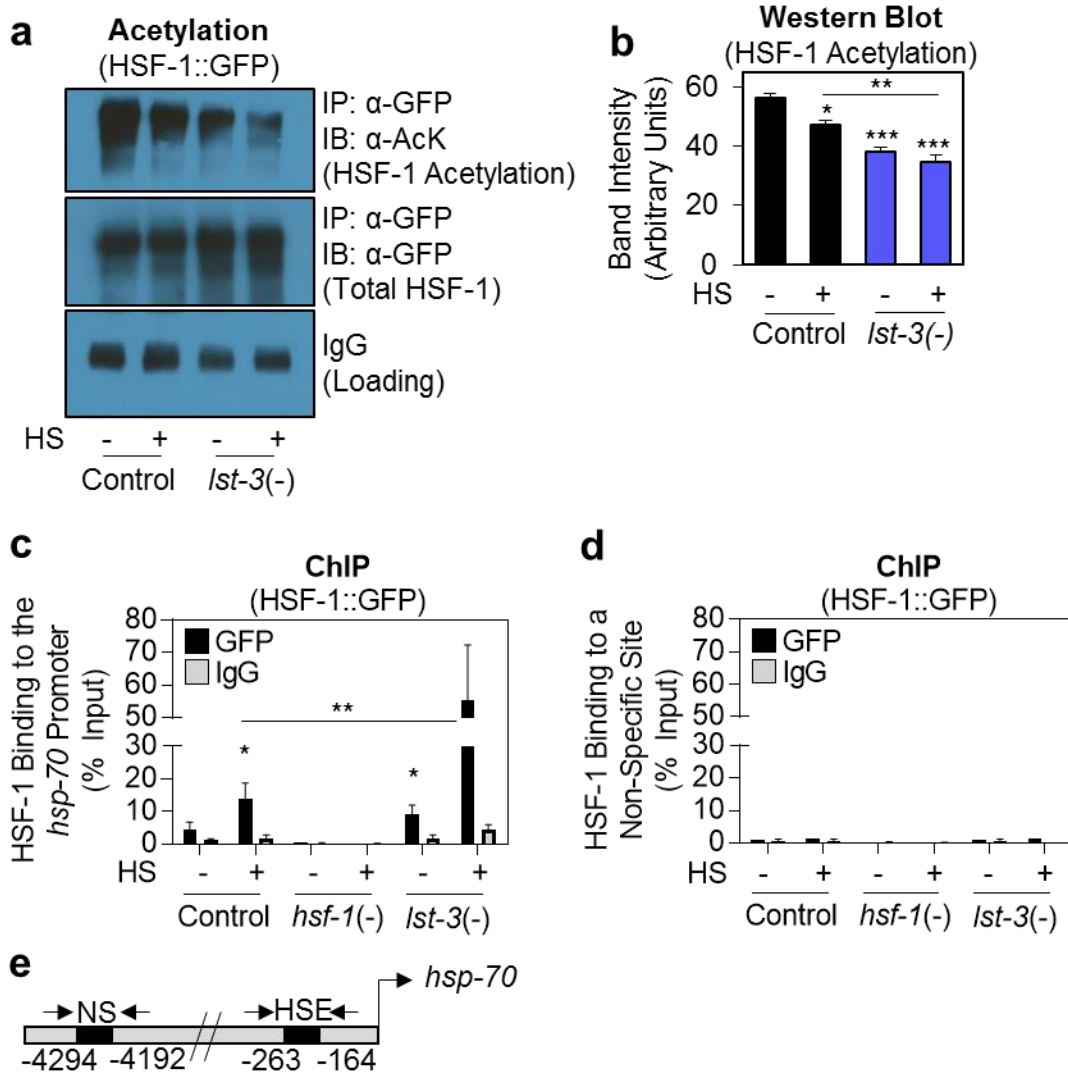 a
Acetylation
(HSF-1::GFP)
IP: α-GFP
IB: α-AcK
(HSF-1 Acetylation)
IP: α-GFP
IB: α-GFP
(Total HSF-1)
IgG
(Loading)
HS - + - +
Control lst-3(-)
b
Western Blot
(HSF-1 Acetylation)
Band Intensity
(Arbitrary Units)
60
40
20
0
*
***
***
**
HS - + - +
Control lst-3(-)
c
ChIP
(HSF-1::GFP)
HSF-1 Binding to the
hsp-70 Promoter
(% Input)
80
70
60
50
30
20
10
0
GFP
IgG
**
*
*
HS - + - + - +
Control hsf-1(-) lst-3(-)
d
ChIP
(HSF-1::GFP)
HSF-1 Binding to a
Non-Specific Site
(% Input)
80
70
60
50
30
20
10
0
GFP
IgG
HS - + - + - +
Control hsf-1(-) lst-3(-)
e
hsp-70
NS HSE
-4294 -4192 // -263 -164